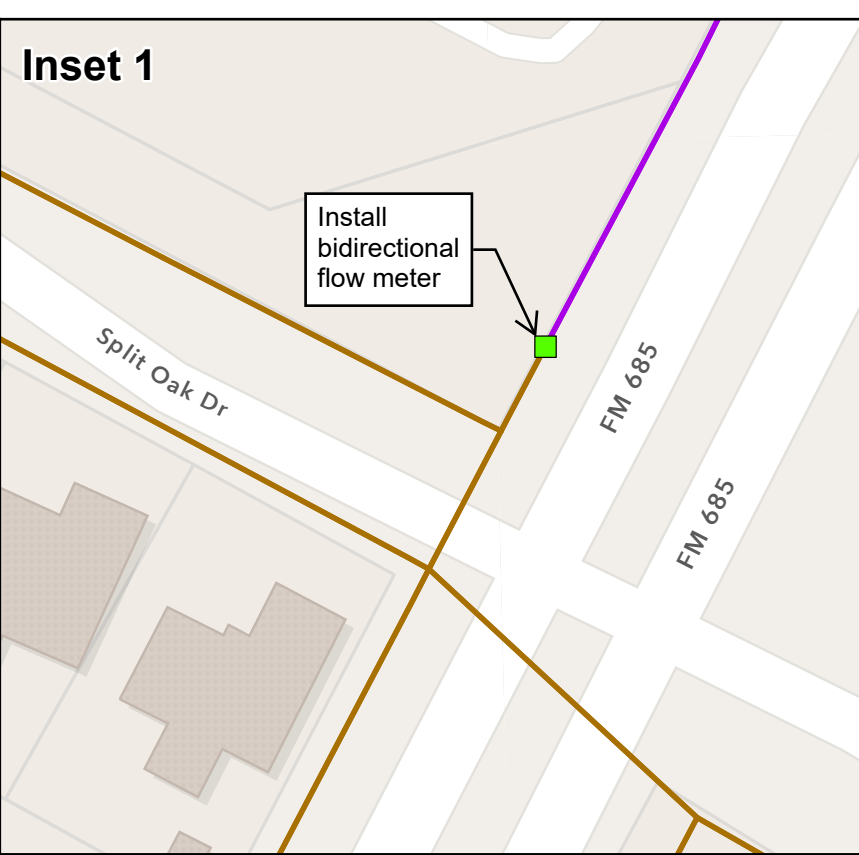 Inset 1
Install
bidirectional
flow meter
Split Oak Dr
FM 685
FM 685